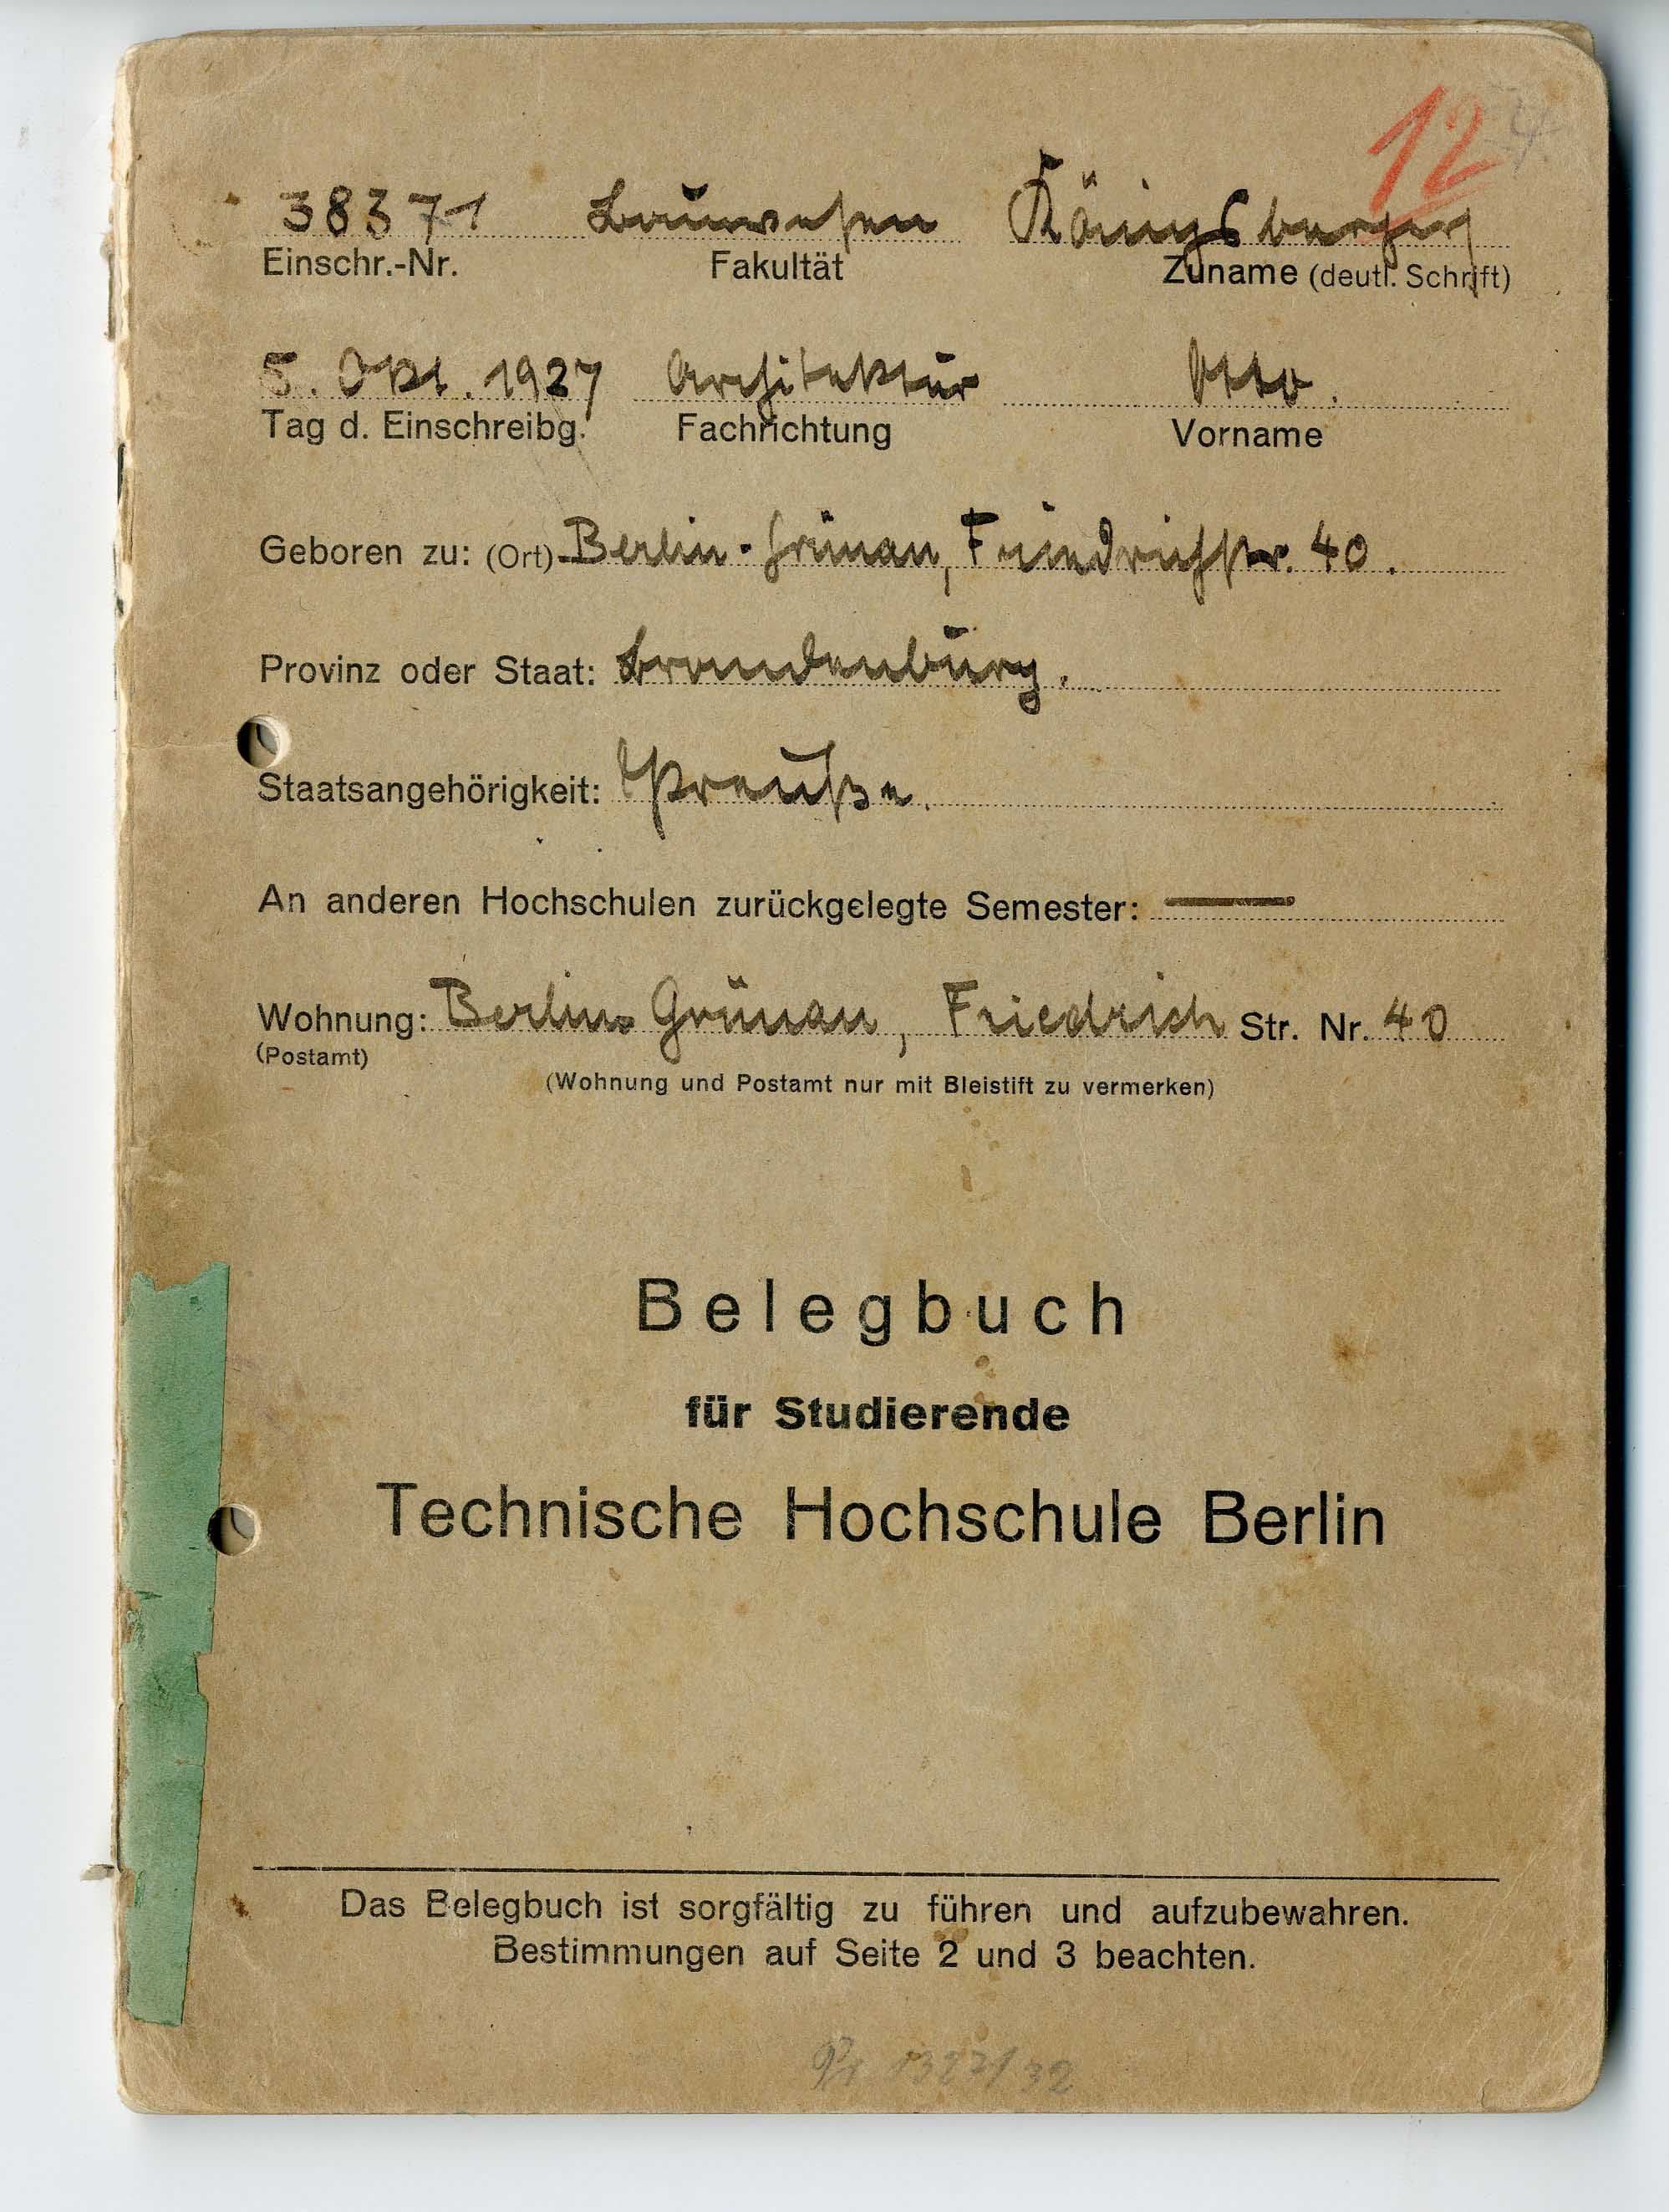 12
38371 Bauwesen Königsberger
Einschr.-Nr. Fakultät Zuname (deutl. Schrift)
5. Okt. 1927 Architektur Otto.
Tag d. Einschreibg. Fachrichtung Vorname
Geboren zu: (Ort) Berlin-Grünau, Friedrichstr. 40.
Provinz oder Staat: Brandenburg.
Staatsangehörigkeit: Preuße.
An anderen Hochschulen zurückgelegte Semester: —
Wohnung: Berlin-Grünau, Friedrich Str. Nr. 40
(Postamt)
(Wohnung und Postamt nur mit Bleistift zu vermerken)
Belegbuch
für Studierende
Technische Hochschule Berlin
Das Belegbuch ist sorgfältig zu führen und aufzubewahren.
Bestimmungen auf Seite 2 und 3 beachten.